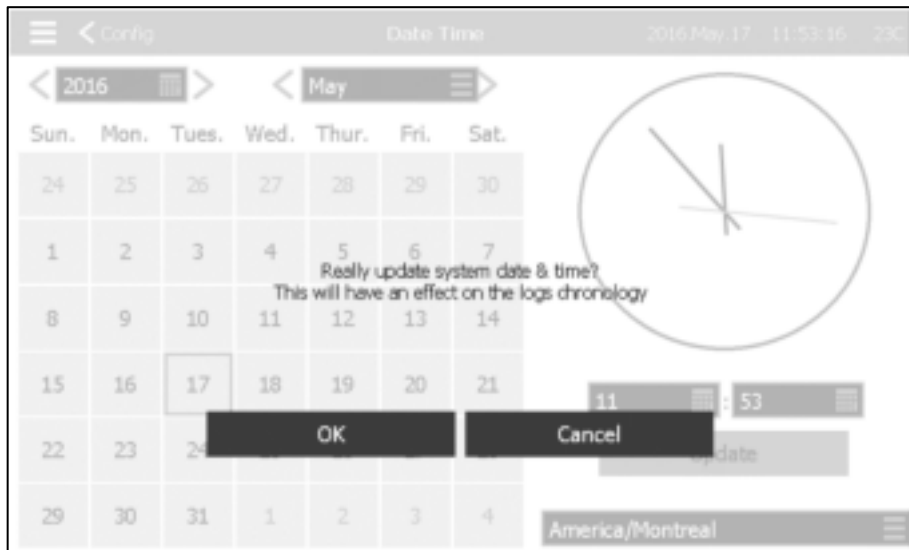 < Config Date Time 2016 May.17 11:53:16 23C
< 2016 > < May >
Sun. Mon. Tues. Wed. Thur. Fri. Sat.
24 25 26 27 28 29 30
1 2 3 4 5 6 7
Really update system date & time?
This will have an effect on the logs chronology
8 9 10 11 12 13 14
15 16 17 18 19 20 21
11 : 53
OK Cancel
Update
22 23 24
29 30 31 1 2 3 4
America/Montreal